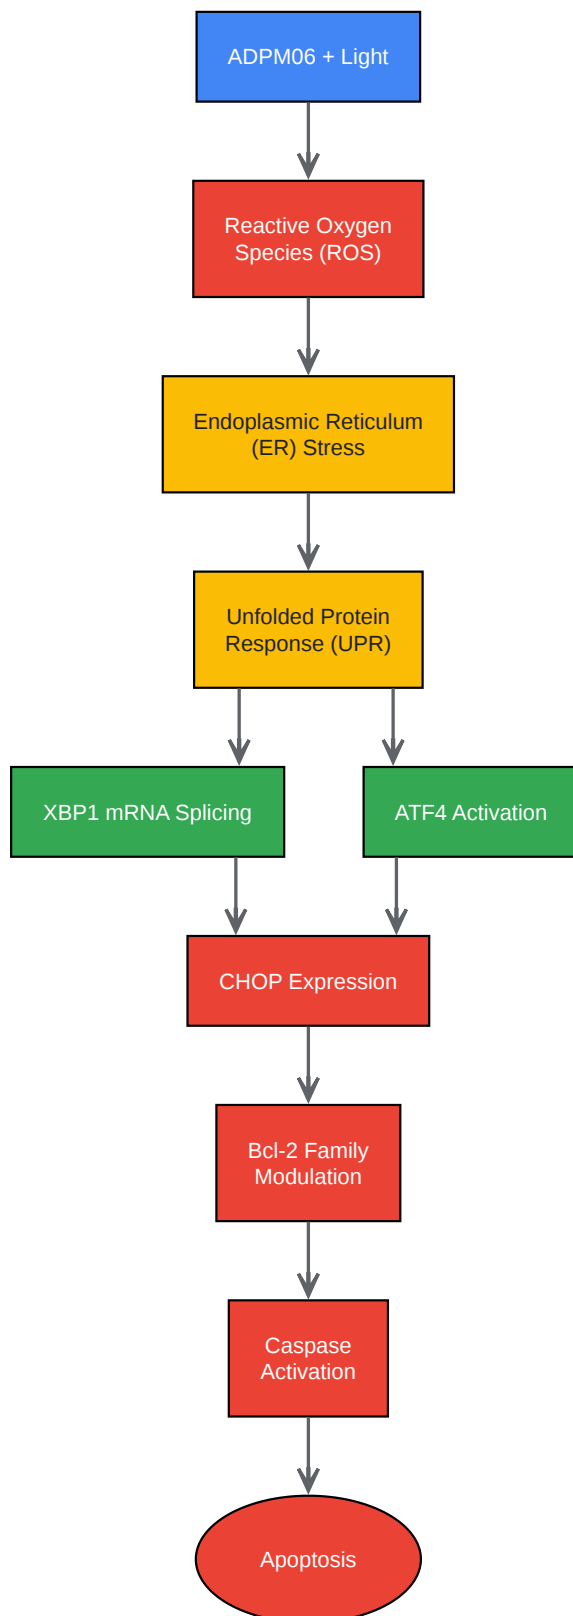 ADPM06 + Light
Reactive Oxygen
Species (ROS)
Endoplasmic Reticulum
(ER) Stress
Unfolded Protein
Response (UPR)
XBP1 mRNA Splicing
ATF4 Activation
CHOP Expression
Bcl-2 Family
Modulation
Caspase
Activation
Apoptosis